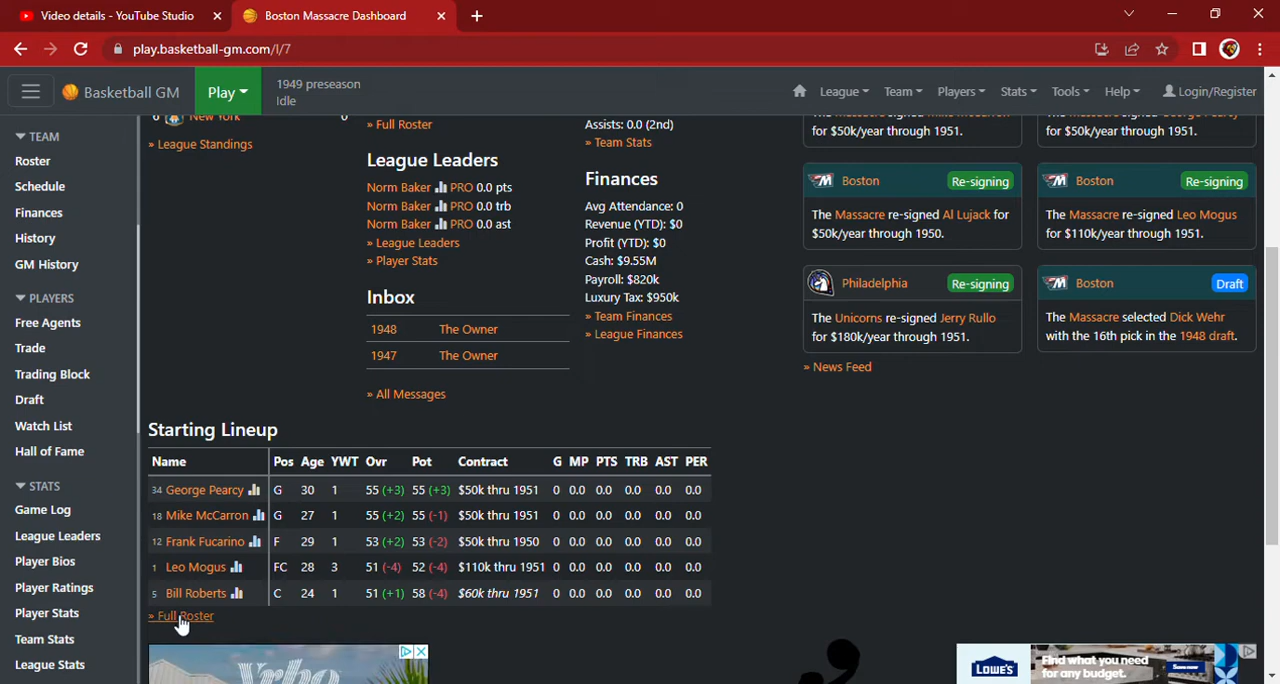 Video details - YouTube Studio
Boston Massacre Dashboard
play.basketball-gm.com/l/7
Basketball GM
Play
1949 preseason
Idle
League
Team
Players
Stats
Tools
Help
Login/Register
TEAM
Roster
Schedule
Finances
History
GM History
PLAYERS
Free Agents
Trade
Trading Block
Draft
Watch List
Hall of Fame
STATS
Game Log
League Leaders
Player Bios
Player Ratings
Player Stats
Team Stats
League Stats
6 New York 0
» League Standings
» Full Roster
League Leaders
Norm Baker PRO 0.0 pts
Norm Baker PRO 0.0 trb
Norm Baker PRO 0.0 ast
» League Leaders
» Player Stats
Inbox
1948 The Owner
1947 The Owner
» All Messages
Assists: 0.0 (2nd)
» Team Stats
Finances
Avg Attendance: 0
Revenue (YTD): $0
Profit (YTD): $0
Cash: $9.55M
Payroll: $820k
Luxury Tax: $950k
» Team Finances
» League Finances
for $50k/year through 1951.
for $50k/year through 1951.
Boston Re-signing
The Massacre re-signed Al Lujack for
$50k/year through 1950.
Boston Re-signing
The Massacre re-signed Leo Mogus
for $110k/year through 1951.
Philadelphia Re-signing
The Unicorns re-signed Jerry Rullo
for $180k/year through 1951.
Boston Draft
The Massacre selected Dick Wehr
with the 16th pick in the 1948 draft.
» News Feed
Starting Lineup
Name Pos Age YWT Ovr Pot Contract G MP PTS TRB AST PER
34 George Pearcy G 30 1 55 (+3) 55 (+3) $50k thru 1951 0 0.0 0.0 0.0 0.0 0.0
18 Mike McCarron G 27 1 55 (+2) 55 (-1) $50k thru 1951 0 0.0 0.0 0.0 0.0 0.0
12 Frank Fucarino F 29 1 53 (+2) 53 (-2) $50k thru 1950 0 0.0 0.0 0.0 0.0 0.0
1 Leo Mogus FC 28 3 51 (-4) 52 (-4) $110k thru 1951 0 0.0 0.0 0.0 0.0 0.0
5 Bill Roberts C 24 1 51 (+1) 58 (-4) $60k thru 1951 0 0.0 0.0 0.0 0.0 0.0
» Full Roster
Vrbo
LOWE'S
Find what you need
for any budget.